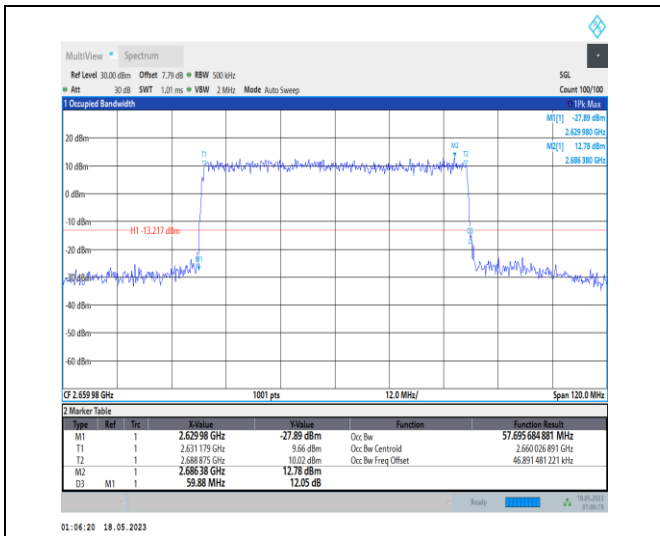 MultiView Spectrum
Ref Level 30.00 dBm Offset 7.79 dB RBW 500 kHz SGL
Att 30 dB SWT 1.01 ms VBW 2 MHz Mode Auto Sweep Count 100/100
1 Occupied Bandwidth 1Pk Max
M1[1] -27.89 dBm
2.629 980 GHz
M2[1] 12.78 dBm
2.686 380 GHz
20 dBm
M2
T1 T2
10 dBm
0 dBm
-10 dBm
H1 -13.217 dBm
-20 dBm
M1
-30 dBm
-40 dBm
-50 dBm
-60 dBm
CF 2.659 98 GHz 1001 pts 12.0 MHz/ Span 120.0 MHz
2 Marker Table
Type Ref Trc X-Value Y-Value Function Function Result
M1 1 2.629 98 GHz -27.89 dBm Occ Bw 57.695 684 881 MHz
T1 1 2.631 179 GHz 9.66 dBm Occ Bw Centroid 2.660 026 891 GHz
T2 1 2.688 875 GHz 10.02 dBm Occ Bw Freq Offset 46.891 481 221 kHz
M2 1 2.686 38 GHz 12.78 dBm
D3 M1 1 59.88 MHz 12.05 dB
Ready 18.05.2023
01:06:19
01:06:20 18.05.2023